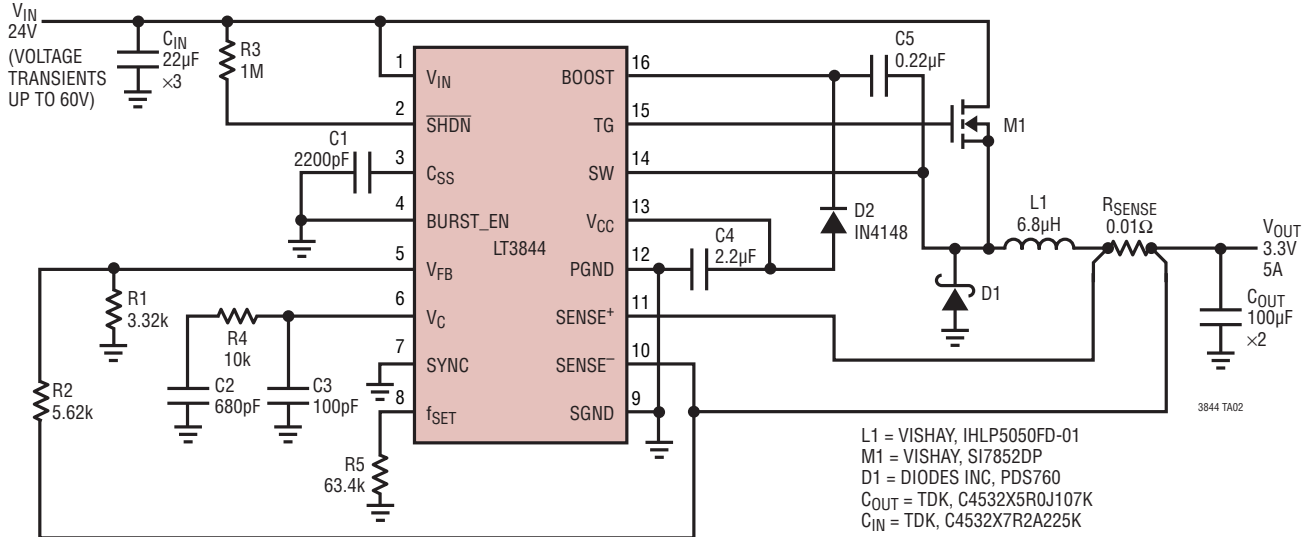 VIN
24V
(VOLTAGE
TRANSIENTS
UP TO 60V)
CIN
22µF
×3
R3
1M
C1
2200pF
1
VIN
2
SHDN
3
CSS
4
BURST_EN
LT3844
5
VFB
6
VC
7
SYNC
8
fSET
16
BOOST
15
TG
14
SW
13
VCC
12
PGND
11
SENSE+
10
SENSE−
9
SGND
C5
0.22µF
M1
D2
IN4148
C4
2.2µF
L1
6.8µH
RSENSE
0.01Ω
VOUT
3.3V
5A
D1
COUT
100µF
×2
R1
3.32k
R4
10k
R2
5.62k
C2
680pF
C3
100pF
R5
63.4k
3844 TA02
L1 = VISHAY, IHLP5050FD-01
M1 = VISHAY, SI7852DP
D1 = DIODES INC, PDS760
COUT = TDK, C4532X5R0J107K
CIN = TDK, C4532X7R2A225K